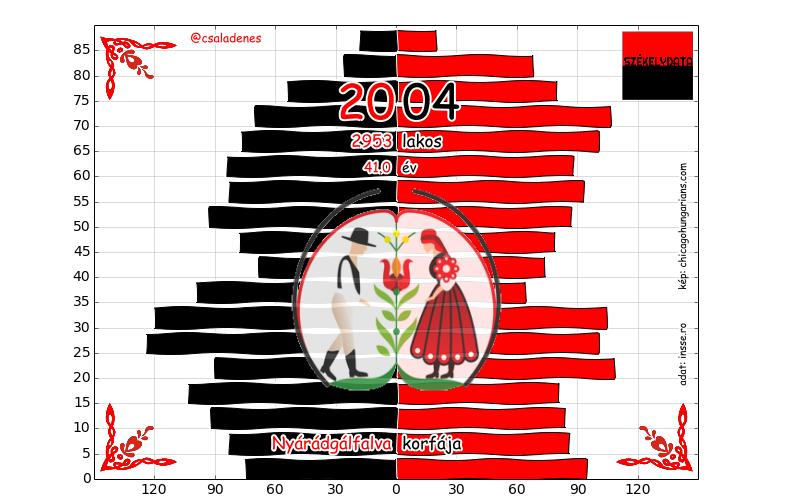 @csaladenes
SZÉKELYDATA
2004
2953 lakos
41,0 év
kép: chicagohungarians.com
adat: insse.ro
Nyárádgálfalva korfája
85
80
75
70
65
60
55
50
45
40
35
30
25
20
15
10
5
0
120 90 60 30 0 30 60 90 120